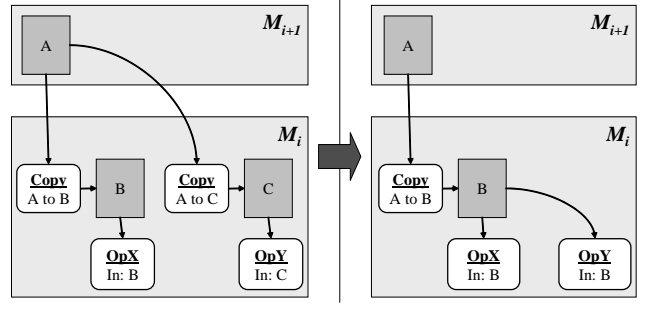 A
M_{i+1}
M_i
Copy
A to B
B
Copy
A to C
C
OpX
In: B
OpY
In: C
A
M_{i+1}
M_i
Copy
A to B
B
OpX
In: B
OpY
In: B